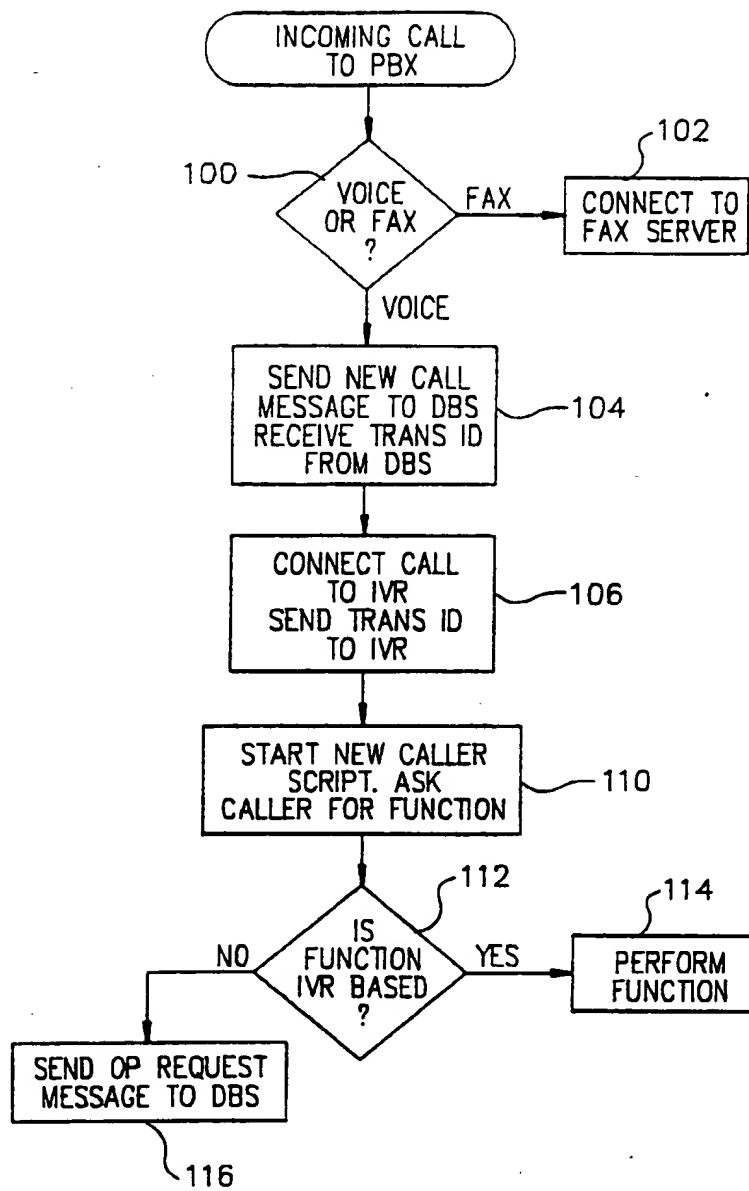 INCOMING CALL
TO PBX
100
VOICE
OR FAX
?
FAX
102
CONNECT TO
FAX SERVER
VOICE
SEND NEW CALL
MESSAGE TO DBS
RECEIVE TRANS ID
FROM DBS
104
CONNECT CALL
TO IVR
SEND TRANS ID
TO IVR
106
START NEW CALLER
SCRIPT. ASK
CALLER FOR FUNCTION
110
112
IS
FUNCTION
IVR BASED
?
NO
YES
114
PERFORM
FUNCTION
SEND OP REQUEST
MESSAGE TO DBS
116